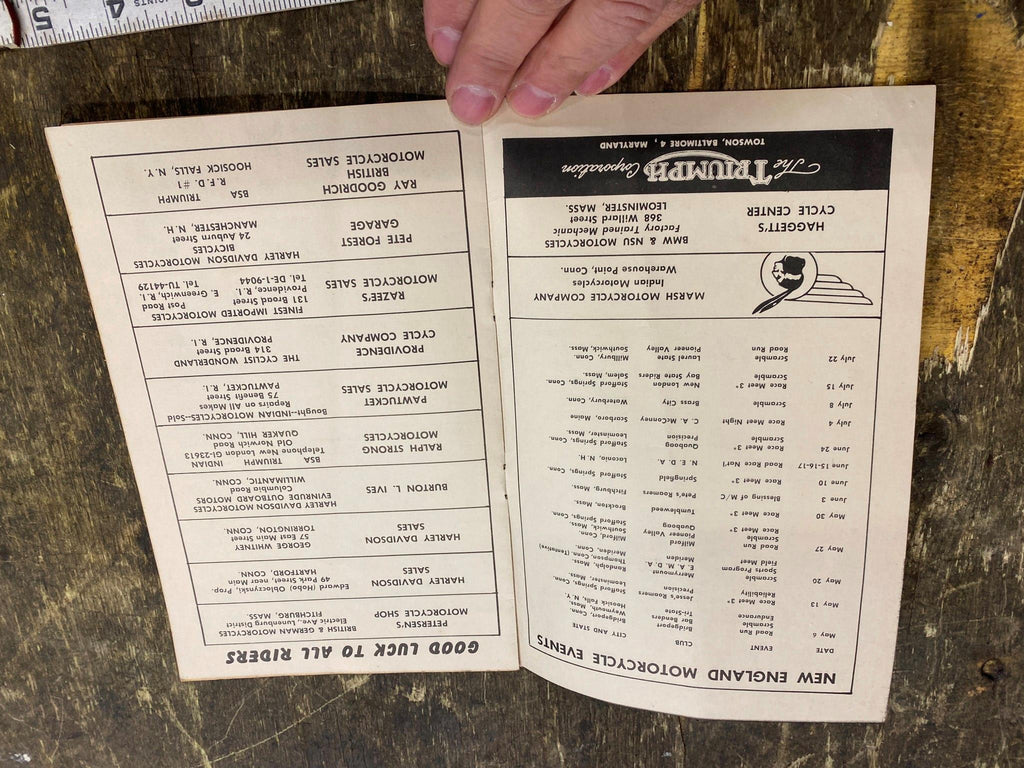 NEW ENGLAND MOTORCYCLE EVENTS
DATE EVENT CLUB CITY AND STATE
May 6 Road Run Bridgeport Bridgeport, Conn.
Scramble Benders Weymouth, Mass.
Endurance Tri-State Hoosick Falls, N.Y.
May 13 Race Meet 3* Jesse's Roamers Stafford Springs, Conn.
Reliability Precision Leominster, Mass.
May 20 Scramble Merrymount Randolph, Mass.
Sports Program E. A. M. D. A. Thompson, Conn. (Tentative)
Field Meet Meriden Meriden, Conn.
May 27 Road Run Milford Milford, Conn.
Scramble Pioneer Valley Southwick, Mass.
Race Meet 3* Quaboag Stafford Springs, Conn.
May 30 Race Meet 3* Tumbleweed Brockton, Mass.
June 3 Blessing of M/C Pete's Roamers Fitchburg, Mass.
June 10 Race Meet 3* Springfield Stafford Springs, Conn.
June 15-16-17 Road Race Nat'l N. E. D. A. Laconia, N. H.
June 24 Race Meet 3* Quaboag Stafford Springs, Conn.
Scramble Precision Leominster, Mass.
July 4 Race Meet Night C. A. McConney Scarboro, Maine
July 8 Scramble Brass City Waterbury, Conn.
July 15 Race Meet 3* New London Stafford Springs, Conn.
Scramble Bay State Riders Salem, Mass.
July 22 Scramble Laurel State Millbury, Conn.
Road Run Pioneer Valley Southwick, Mass.
MARSH MOTORCYCLE COMPANY
Indian Motorcycles
Warehouse Point, Conn.
HAGGETT'S
CYCLE CENTER
BMW & NSU MOTORCYCLES
Factory Trained Mechanic
368 Willard Street
LEOMINSTER, MASS.
The TRIUMPH Corporation
TOWSON, BALTIMORE 4, MARYLAND
GOOD LUCK TO ALL RIDERS
PETERSEN'S
MOTORCYCLE SHOP
BRITISH & GERMAN MOTORCYCLES
Electric Ave., Lunenburg District
FITCHBURG, MASS.
HARLEY DAVIDSON
SALES
Edward (Hobo) Obloczynski, Prop.
49 Park Street, near Main
HARTFORD, CONN.
HARLEY DAVIDSON
SALES
GEORGE WHITNEY
57 East Main Street
TORRINGTON, CONN.
BURTON L. IVES
HARLEY DAVIDSON MOTORCYCLES
EVINRUDE OUTBOARD MOTORS
Columbia Road
WILLIMANTIC, CONN.
RALPH STRONG
MOTORCYCLES
BSA TRIUMPH INDIAN
Telephone New London GI-23613
Old Norwich Road
QUAKER HILL, CONN.
PAWTUCKET
MOTORCYCLE SALES
Bought--INDIAN MOTORCYCLES--Sold
Repairs on All Makes
75 Benefit Street
PAWTUCKET, R. I.
PROVIDENCE
CYCLE COMPANY
THE CYCLIST WONDERLAND
314 Broad Street
PROVIDENCE, R. I.
RAZEE'S
MOTORCYCLE SALES
FINEST IMPORTED MOTORCYCLES
131 Broad Street Post Road
Providence, R. I. E. Greenwich, R. I.
Tel. DE-1-9044 Tel. TU-44129
PETE FOREST
GARAGE
HARLEY DAVIDSON MOTORCYCLES
BICYCLES
24 Auburn Street
MANCHESTER, N. H.
RAY GOODRICH
BRITISH
MOTORCYCLE SALES
BSA TRIUMPH
R. F. D. #1
HOOSICK FALLS, N. Y.
5
4